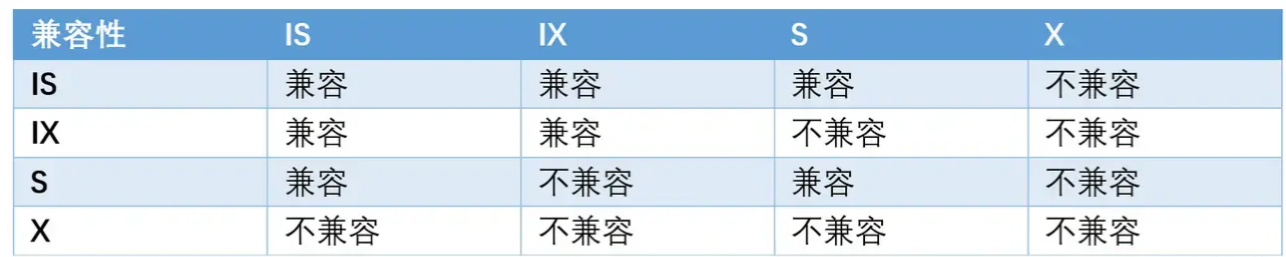 兼容性 IS IX S X
IS 兼容 兼容 兼容 不兼容
IX 兼容 兼容 不兼容 不兼容
S 兼容 不兼容 兼容 不兼容
X 不兼容 不兼容 不兼容 不兼容